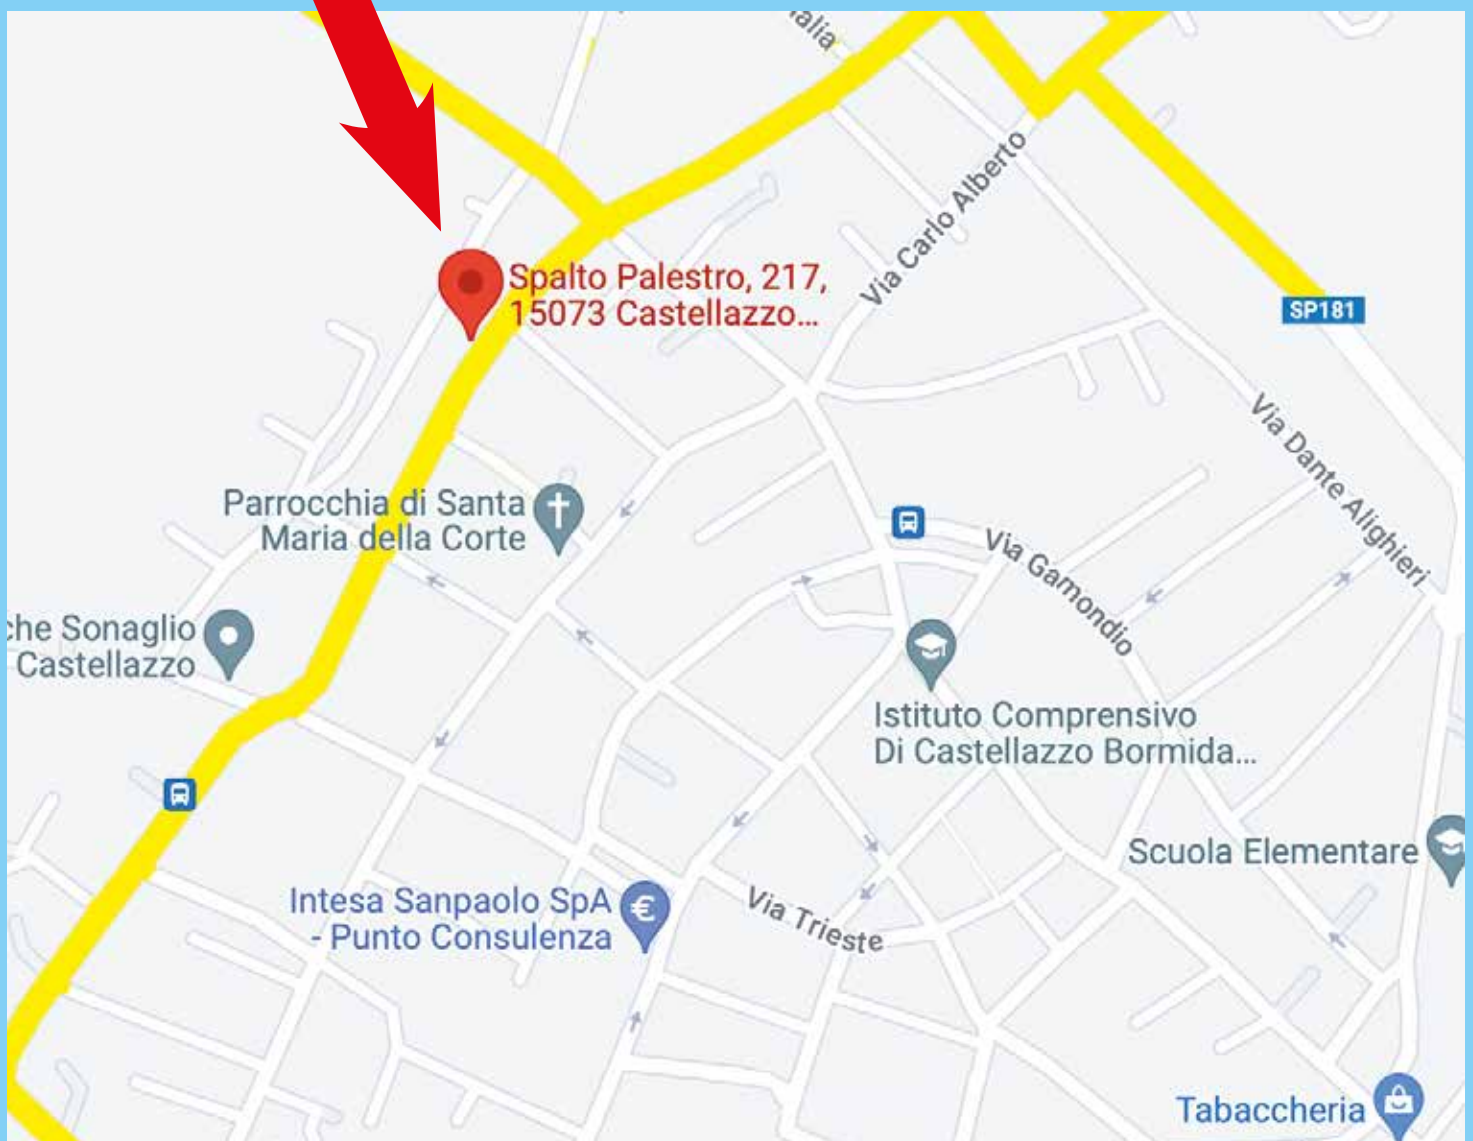 Via Carlo Alberto
Spalto Palestro, 217,
15073 Castellazzo...
SP181
Via Dante Alighieri
Parrocchia di Santa
Maria della Corte
Via Gamondio
che Sonaglio
Castellazzo
Istituto Comprensivo
Di Castellazzo Bormida...
Scuola Elementare
Intesa Sanpaolo SpA
- Punto Consulenza
€
Via Trieste
Tabaccheria